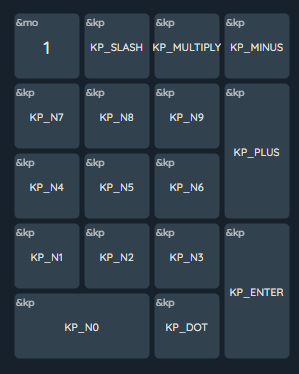 &mo &kp &kp &kp
1 KP_SLASH KP_MULTIPLY KP_MINUS
&kp &kp &kp &kp
KP_N7 KP_N8 KP_N9
KP_PLUS
&kp &kp &kp
KP_N4 KP_N5 KP_N6
&kp &kp &kp &kp
KP_N1 KP_N2 KP_N3
KP_ENTER
&kp &kp
KP_N0 KP_DOT